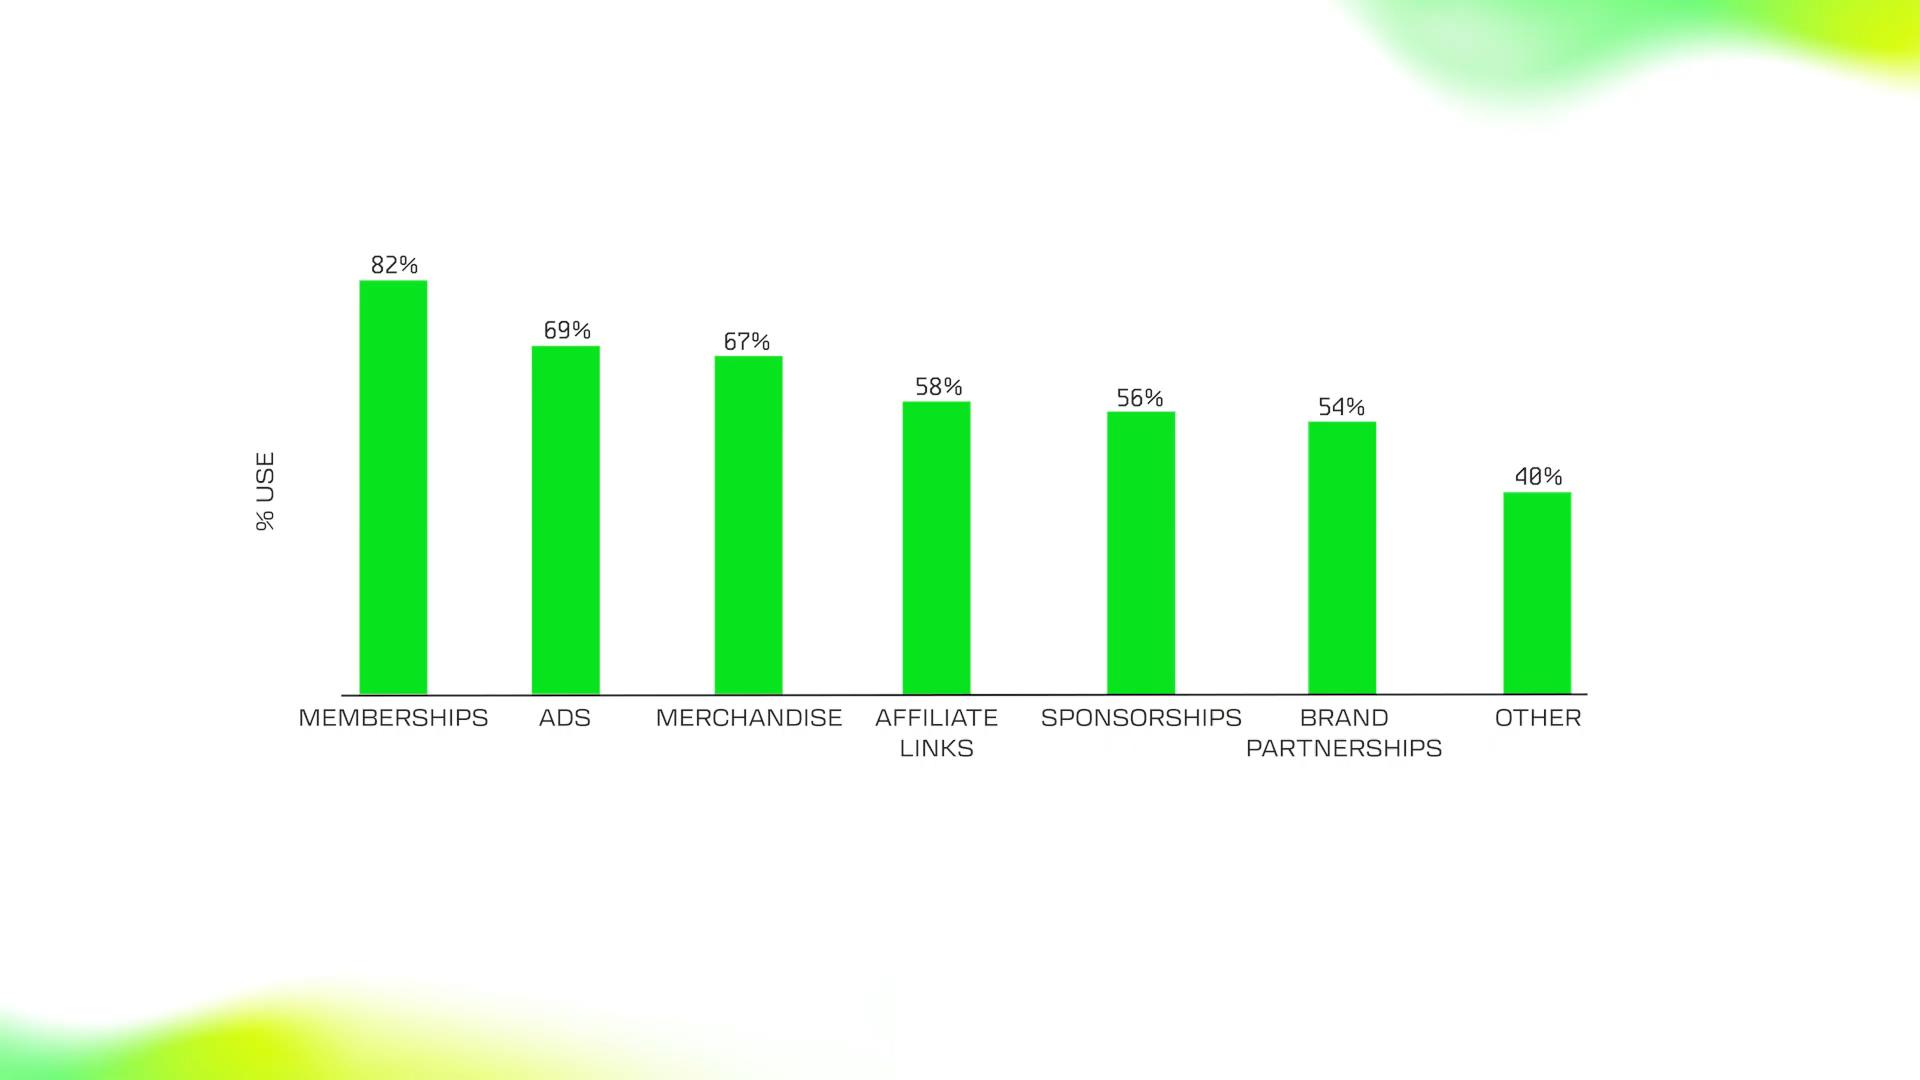 82%
69%
67%
58%
56%
54%
40%
% USE
MEMBERSHIPS
ADS
MERCHANDISE
AFFILIATE
LINKS
SPONSORSHIPS
BRAND
PARTNERSHIPS
OTHER